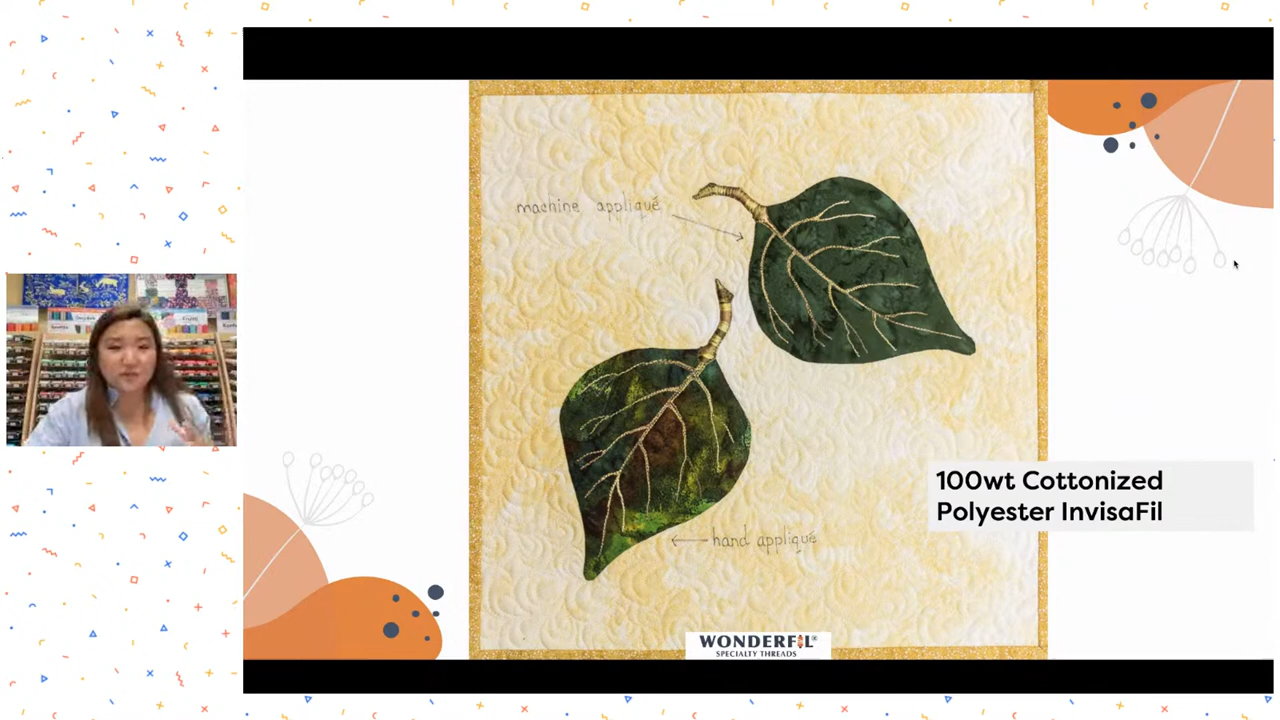 machine appliqué
hand appliqué
100wt Cottonized
Polyester InvisaFil
WONDERFIL®
SPECIALTY THREADS